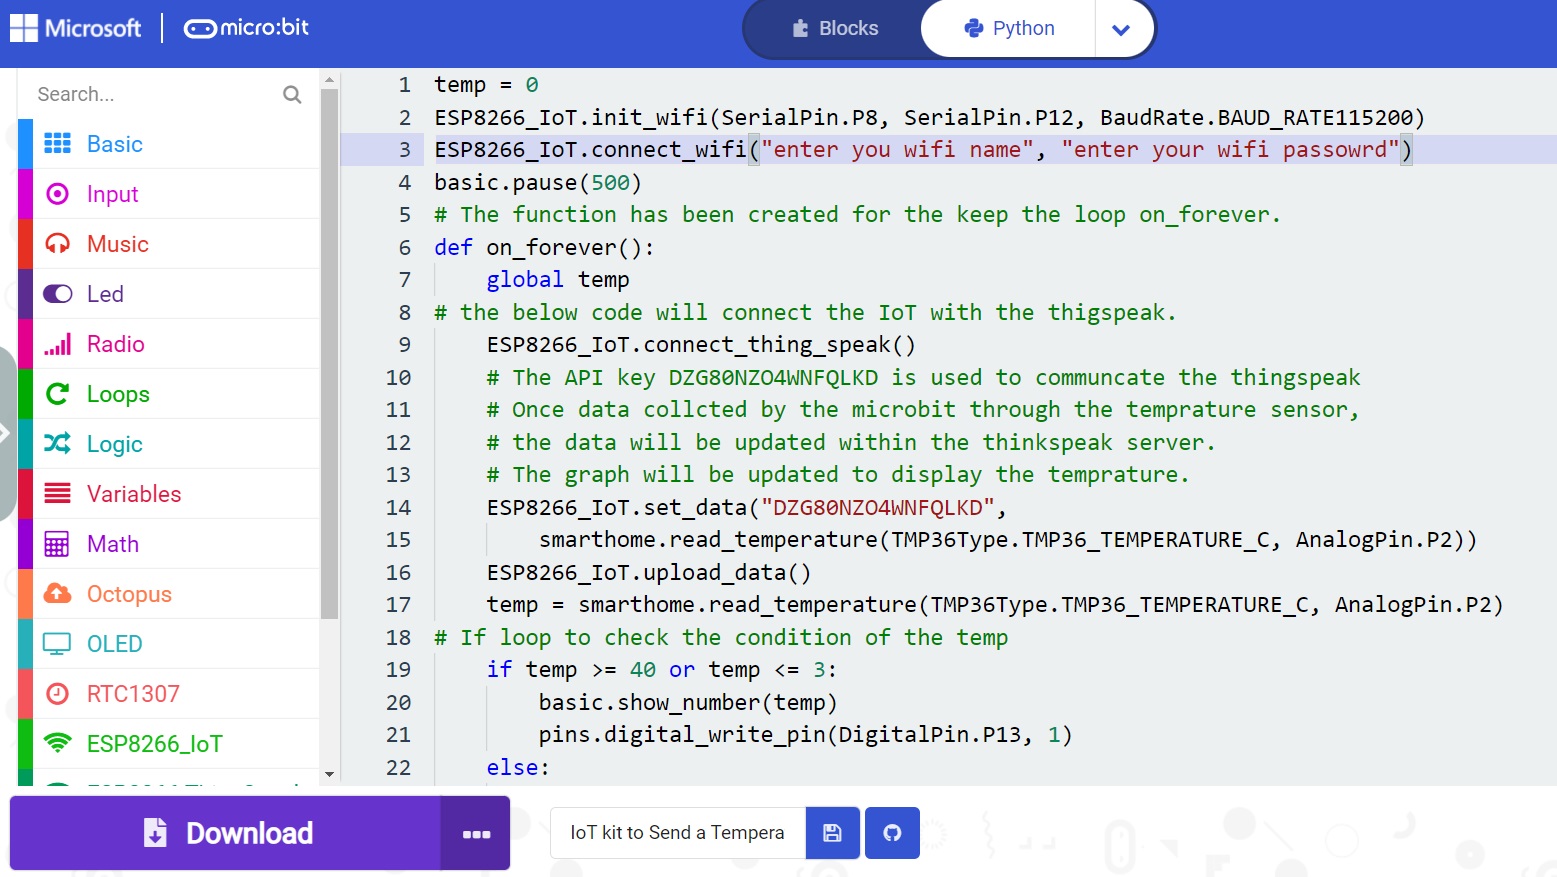 Microsoft micro:bit Blocks Python
Search...
Basic
Input
Music
Led
Radio
Loops
Logic
Variables
Math
Octopus
OLED
RTC1307
ESP8266_IoT
1 temp = 0
2 ESP8266_IoT.init_wifi(SerialPin.P8, SerialPin.P12, BaudRate.BAUD_RATE115200)
3 ESP8266_IoT.connect_wifi("enter you wifi name", "enter your wifi passowrd")
4 basic.pause(500)
5 # The function has been created for the keep the loop on_forever.
6 def on_forever():
7 global temp
8 # the below code will connect the IoT with the thigspeak.
9 ESP8266_IoT.connect_thing_speak()
10 # The API key DZG80NZO4WNFQLKD is used to communcate the thingspeak
11 # Once data collcted by the microbit through the temprature sensor,
12 # the data will be updated within the thinkspeak server.
13 # The graph will be updated to display the temprature.
14 ESP8266_IoT.set_data("DZG80NZO4WNFQLKD",
15 smarthome.read_temperature(TMP36Type.TMP36_TEMPERATURE_C, AnalogPin.P2))
16 ESP8266_IoT.upload_data()
17 temp = smarthome.read_temperature(TMP36Type.TMP36_TEMPERATURE_C, AnalogPin.P2)
18 # If loop to check the condition of the temp
19 if temp >= 40 or temp <= 3:
20 basic.show_number(temp)
21 pins.digital_write_pin(DigitalPin.P13, 1)
22 else:
Download
IoT kit to Send a Tempera